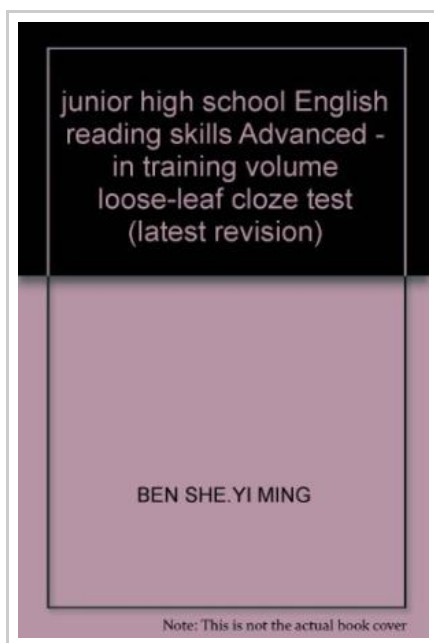 junior high school English
reading skills Advanced -
in training volume
loose-leaf cloze test
(latest revision)
BEN SHE.YI MING
Note: This is not the actual book cover